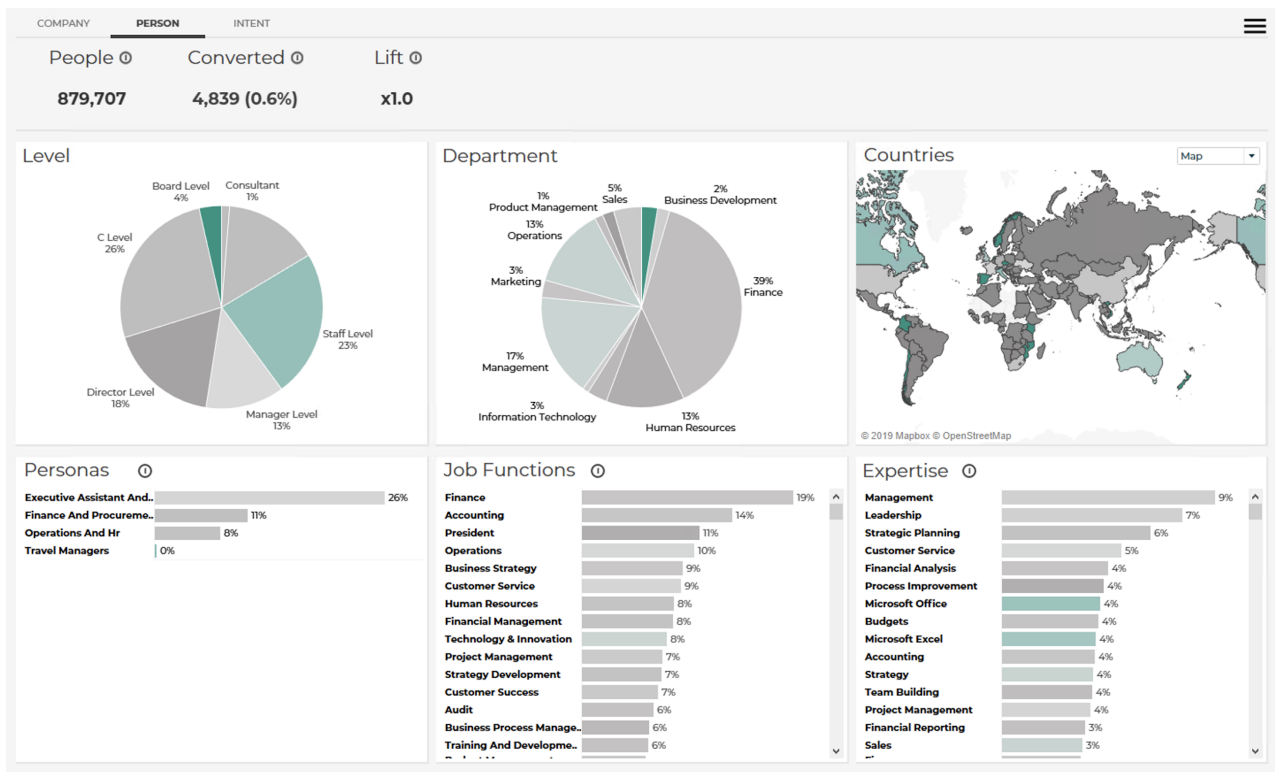 COMPANY PERSON INTENT
People Converted Lift
879,707 4,839 (0.6%) x1.0
Level
Board Level
4%
Consultant
1%
C Level
26%
Staff Level
23%
Director Level
18%
Manager Level
13%
Department
5%
Sales
2%
Business Development
1%
Product Management
13%
Operations
39%
Finance
3%
Marketing
17%
Management
3%
Information Technology
13%
Human Resources
Countries
Map
© 2019 Mapbox © OpenStreetMap
Personas
Executive Assistant And.. 26%
Finance And Procureme.. 11%
Operations And Hr 8%
Travel Managers 0%
Job Functions
Finance 19%
Accounting 14%
President 11%
Operations 10%
Business Strategy 9%
Customer Service 9%
Human Resources 8%
Financial Management 8%
Technology & Innovation 8%
Project Management 7%
Strategy Development 7%
Customer Success 7%
Audit 6%
Business Process Manage.. 6%
Training And Developme.. 6%
Expertise
Management 9%
Leadership 7%
Strategic Planning 6%
Customer Service 5%
Financial Analysis 4%
Process Improvement 4%
Microsoft Office 4%
Budgets 4%
Microsoft Excel 4%
Accounting 4%
Strategy 4%
Team Building 4%
Project Management 4%
Financial Reporting 3%
Sales 3%